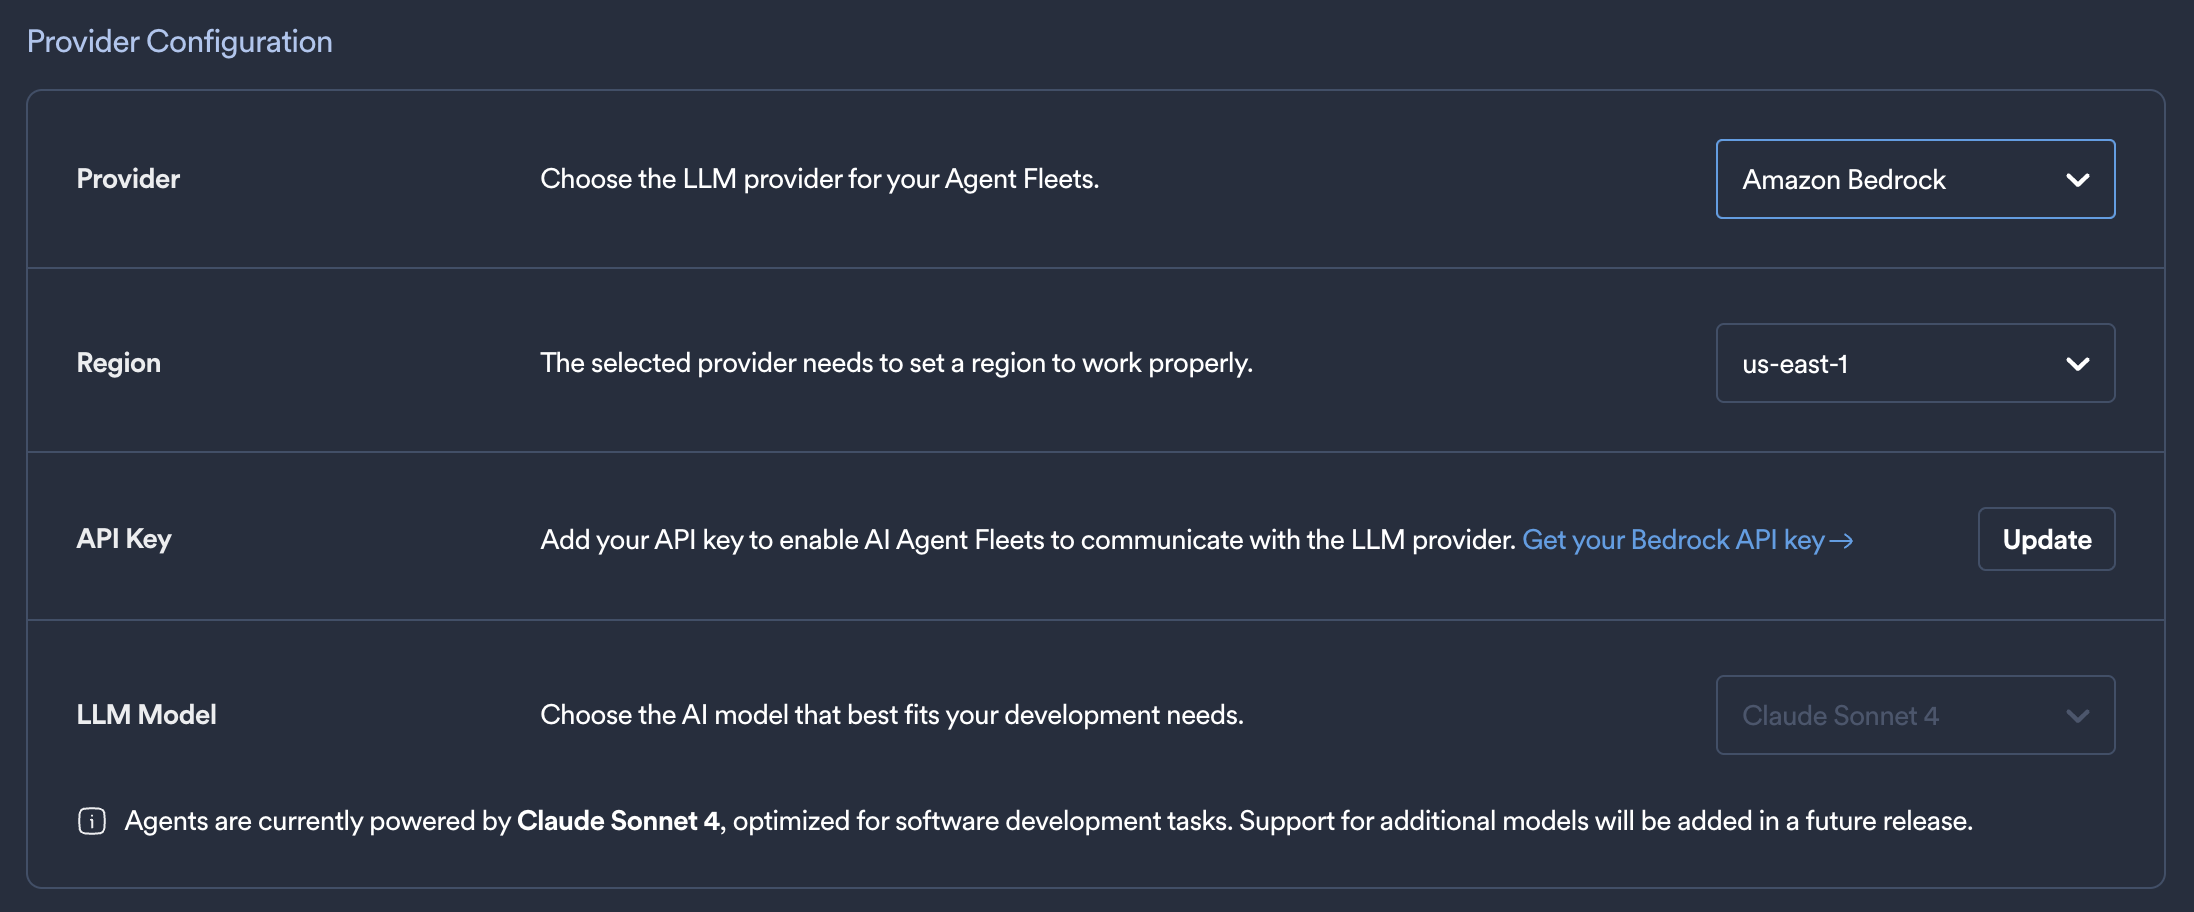 Provider Configuration
Provider
Choose the LLM provider for your Agent Fleets.
Amazon Bedrock
Region
The selected provider needs to set a region to work properly.
us-east-1
API Key
Add your API key to enable AI Agent Fleets to communicate with the LLM provider. Get your Bedrock API key→
Update
LLM Model
Choose the AI model that best fits your development needs.
Claude Sonnet 4
Agents are currently powered by Claude Sonnet 4, optimized for software development tasks. Support for additional models will be added in a future release.